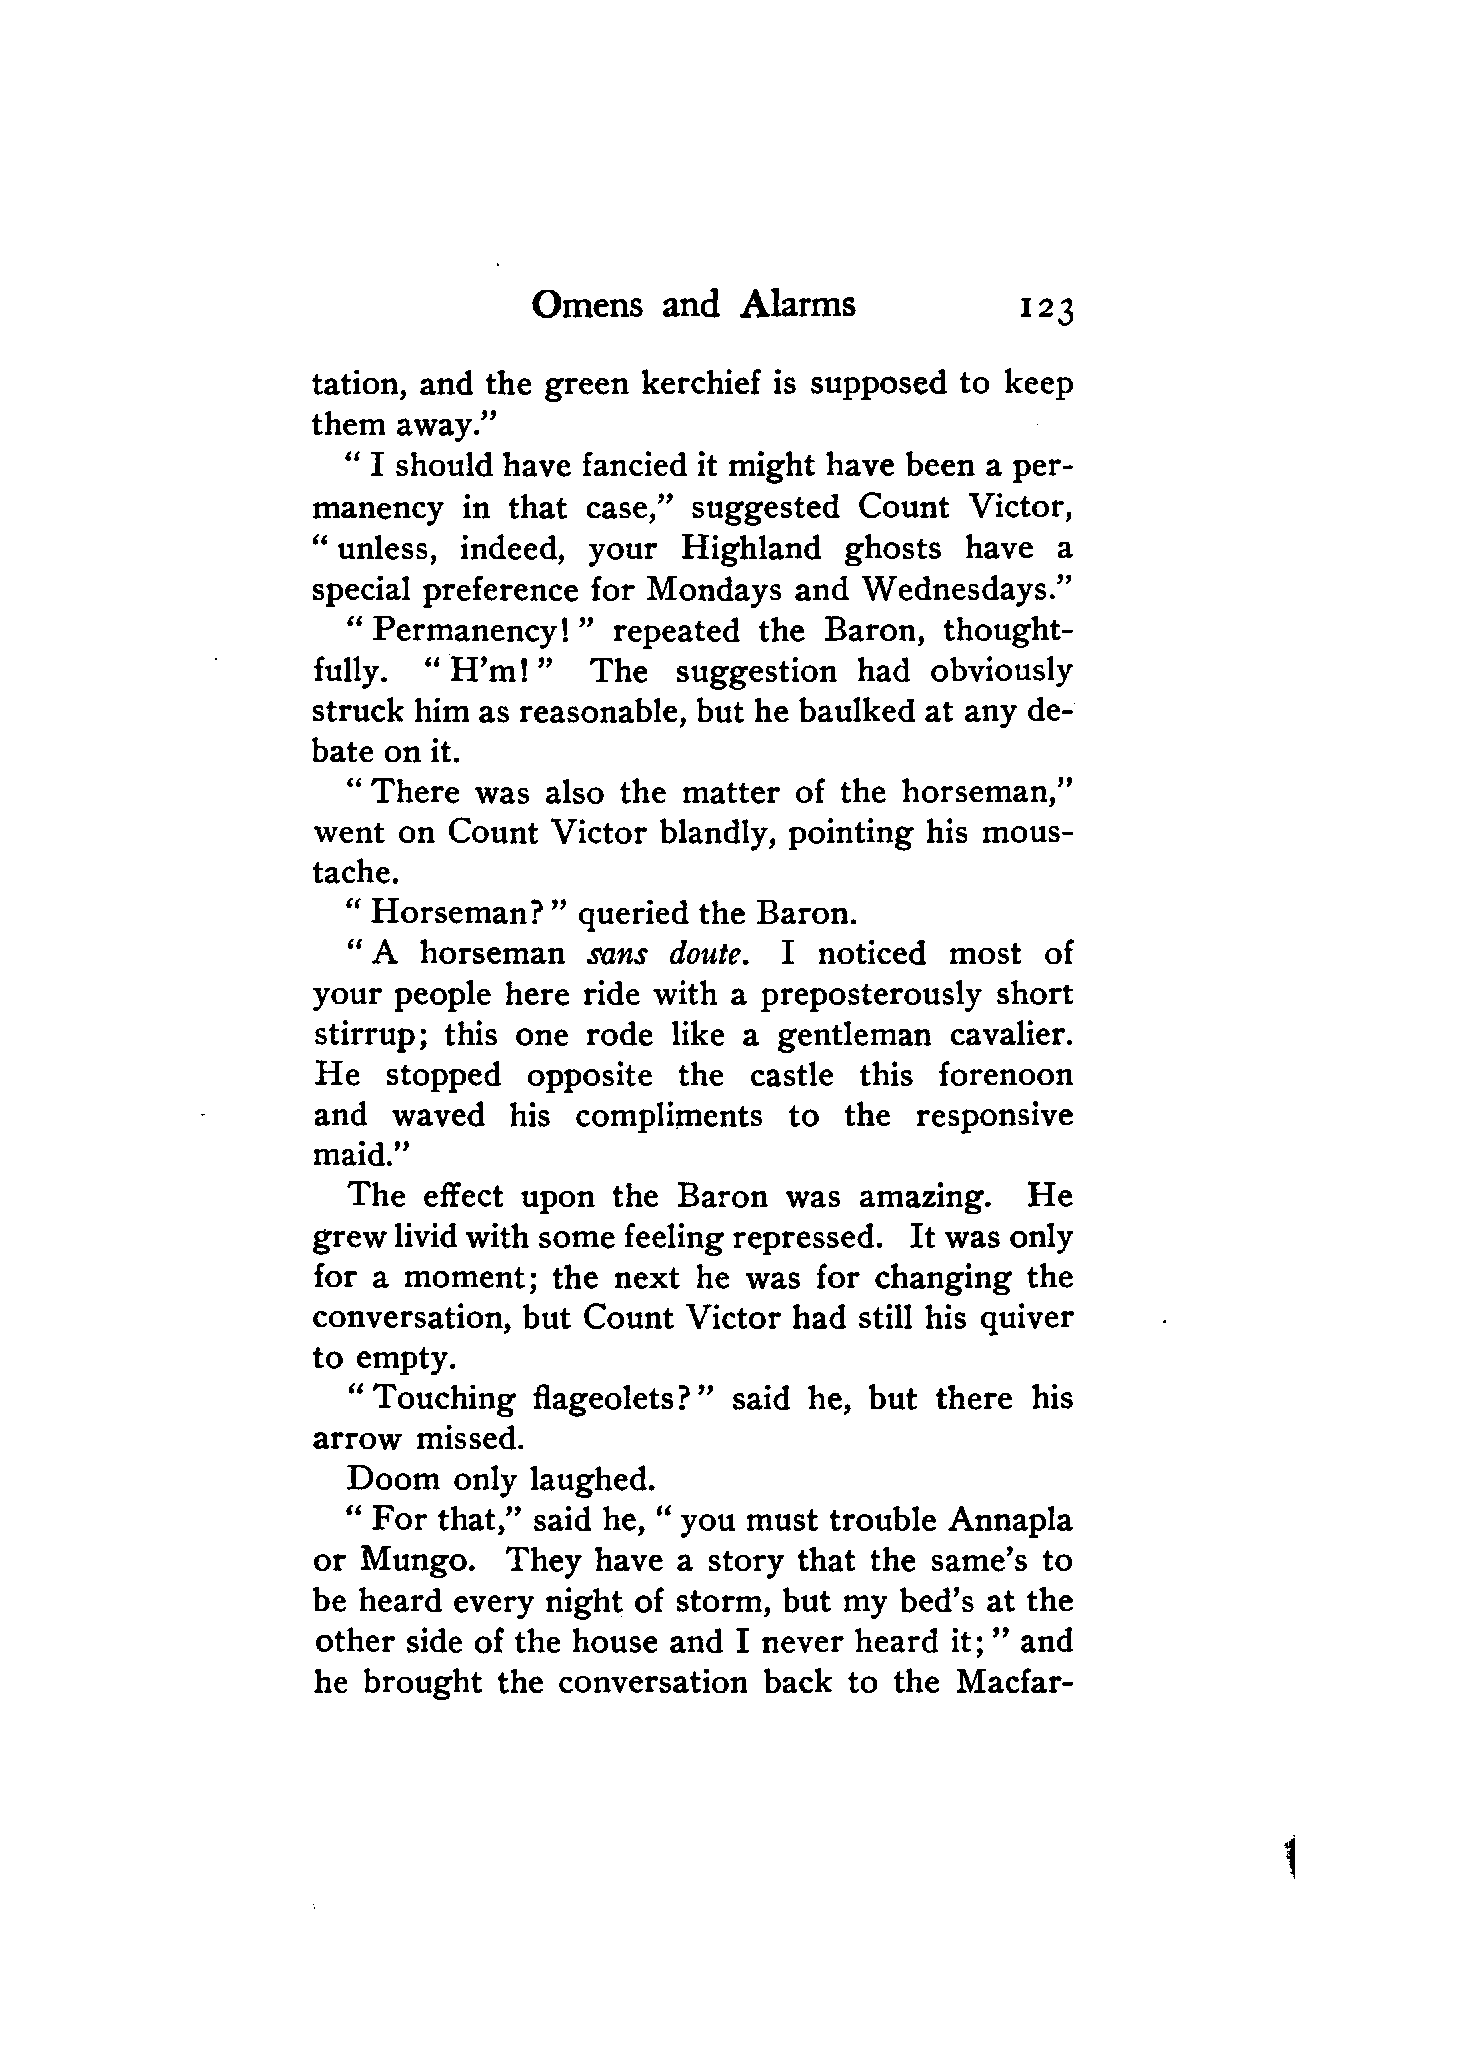 Omens and Alarms 123
tation, and the green kerchief is supposed to keep
them away.”
“ I should have fancied it might have been a per-
manency in that case,” suggested Count Victor,
“ unless, indeed, your Highland ghosts have a
special preference for Mondays and Wednesdays.”
“ Permanency! ” repeated the Baron, thought-
fully. “ H’m! ” The suggestion had obviously
struck him as reasonable, but he baulked at any de-
bate on it.
“ There was also the matter of the horseman,”
went on Count Victor blandly, pointing his mous-
tache.
“ Horseman? ” queried the Baron.
“ A horseman sans doute. I noticed most of
your people here ride with a preposterously short
stirrup; this one rode like a gentleman cavalier.
He stopped opposite the castle this forenoon
and waved his compliments to the responsive
maid.”
The effect upon the Baron was amazing. He
grew livid with some feeling repressed. It was only
for a moment; the next he was for changing the
conversation, but Count Victor had still his quiver
to empty.
“ Touching flageolets? ” said he, but there his
arrow missed.
Doom only laughed.
“ For that,” said he, “ you must trouble Annapla
or Mungo. They have a story that the same’s to
be heard every night of storm, but my bed’s at the
other side of the house and I never heard it; ” and
he brought the conversation back to the Macfar-